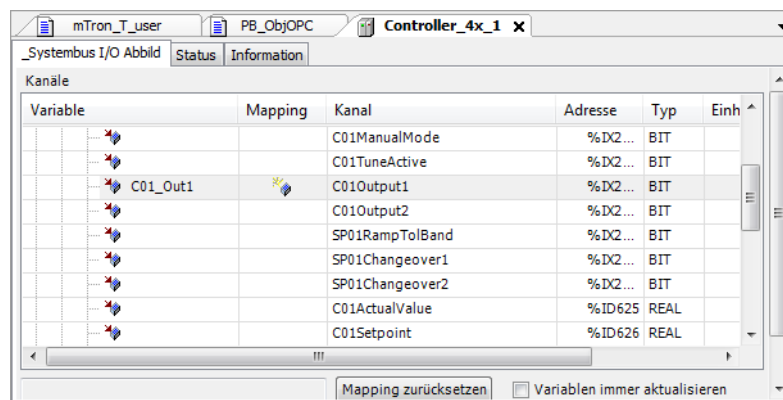 mTron_T_user PB_ObjOPC Controller_4x_1 X
_Systembus I/O Abbild Status Information
Kanäle
Variable Mapping Kanal Adresse Typ Einh
C01ManualMode %IX2... BIT
C01TuneActive %IX2... BIT
C01_Out1 C01Output1 %IX2... BIT
C01Output2 %IX2... BIT
SP01RampTolBand %IX2... BIT
SP01Changeover1 %IX2... BIT
SP01Changeover2 %IX2... BIT
C01ActualValue %ID625 REAL
C01Setpoint %ID626 REAL
Mapping zurücksetzen Variablen immer aktualisieren